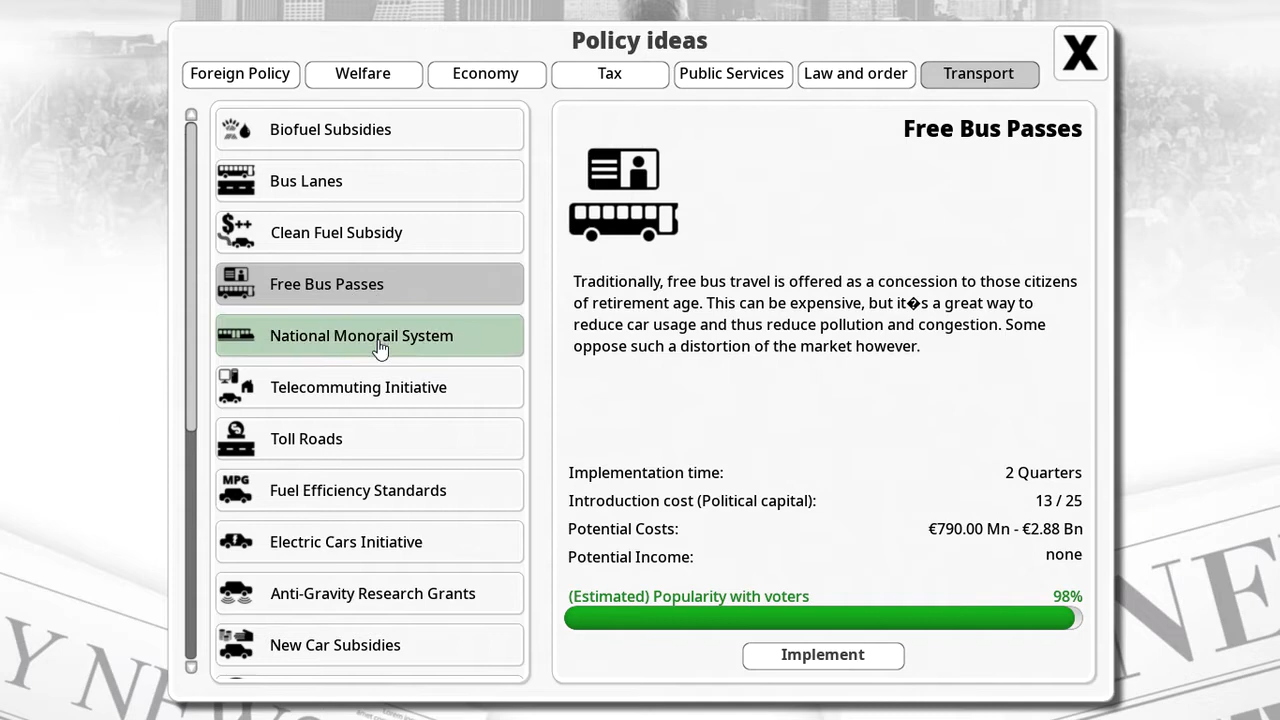 Policy ideas
X
Foreign Policy
Welfare
Economy
Tax
Public Services
Law and order
Transport
Biofuel Subsidies
Bus Lanes
$++
Clean Fuel Subsidy
Free Bus Passes
National Monorail System
Telecommuting Initiative
Toll Roads
MPG
Fuel Efficiency Standards
Electric Cars Initiative
Anti-Gravity Research Grants
New Car Subsidies
Free Bus Passes
Traditionally, free bus travel is offered as a concession to those citizens
of retirement age. This can be expensive, but it�s a great way to
reduce car usage and thus reduce pollution and congestion. Some
oppose such a distortion of the market however.
Implementation time: 2 Quarters
Introduction cost (Political capital): 13 / 25
Potential Costs: €790.00 Mn - €2.88 Bn
Potential Income: none
(Estimated) Popularity with voters 98%
Implement